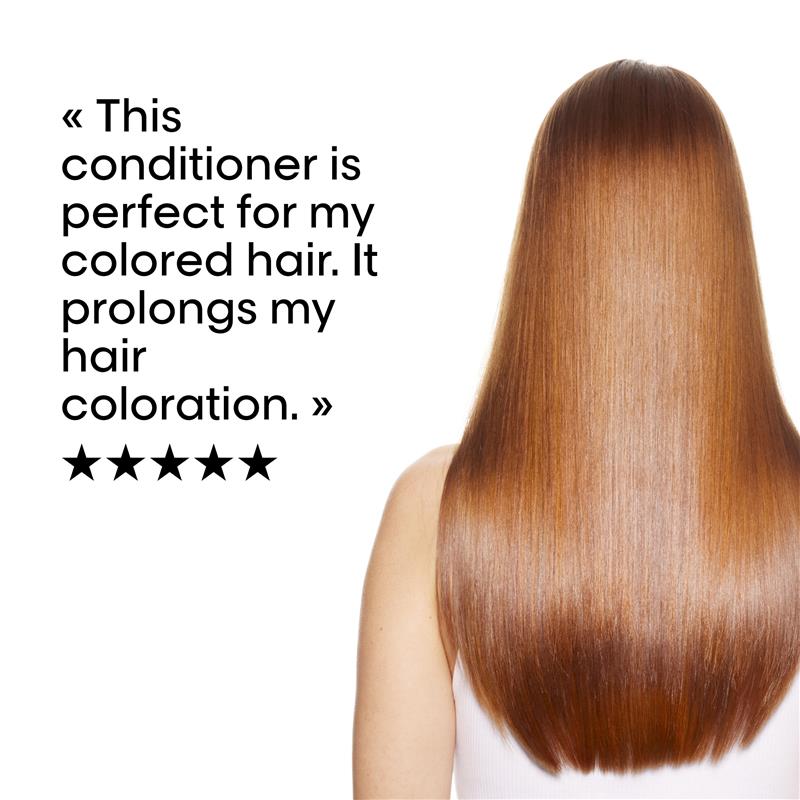 « This
conditioner is
perfect for my
colored hair. It
prolongs my
hair
coloration. »
★★★★★